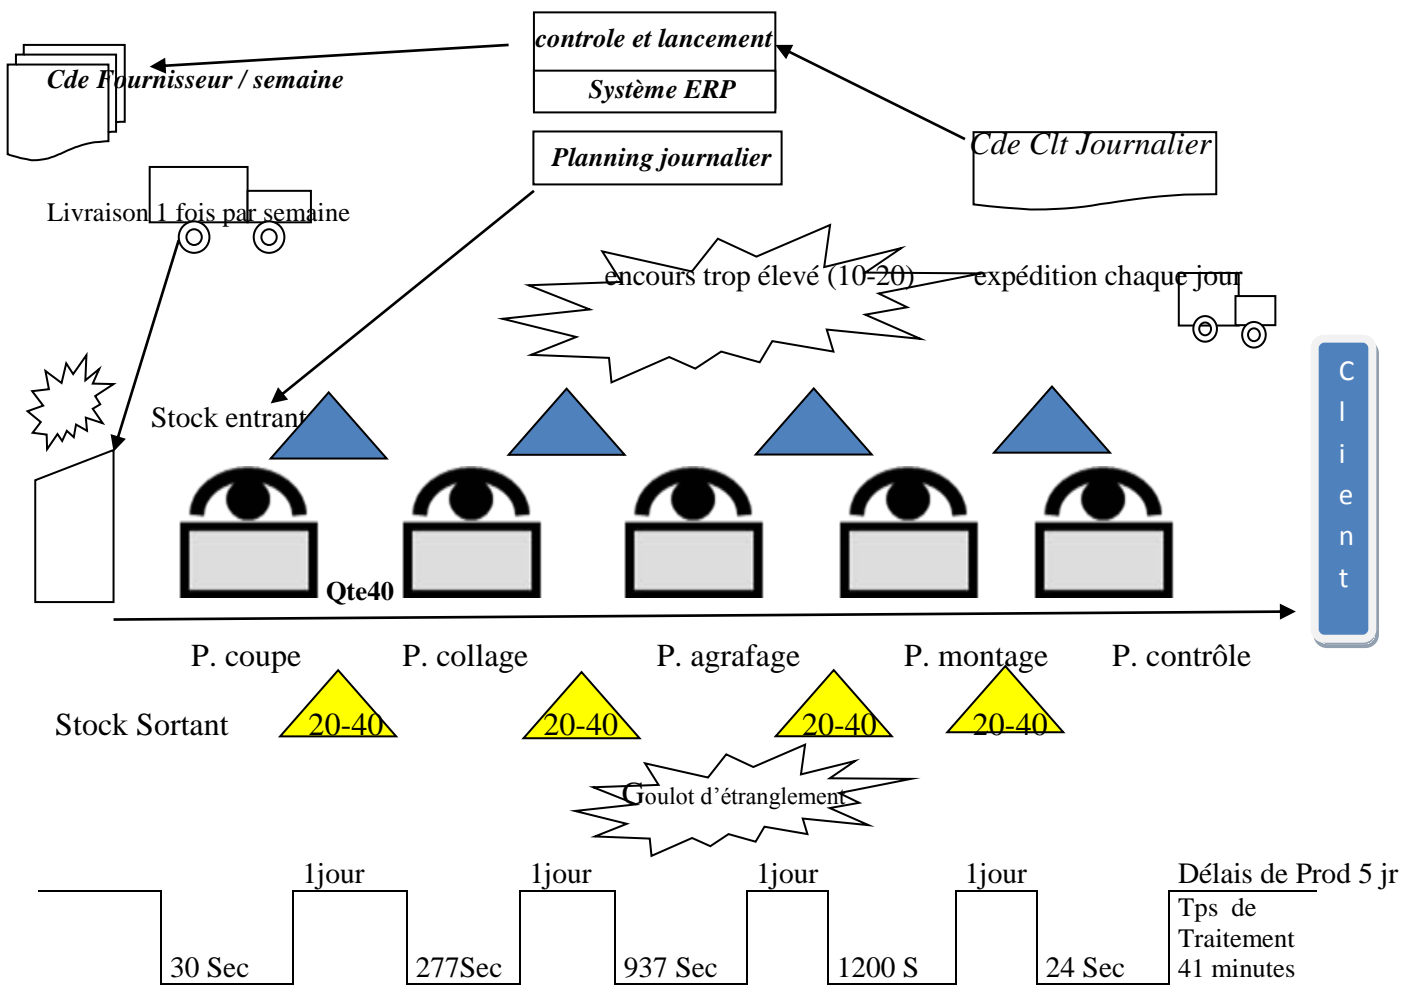 controle et lancement
Cde Fournisseur / semaine
Système ERP
Planning journalier
Cde Clt Journalier
Livraison 1 fois par semaine
encours trop élevé (10-20)
expédition chaque jour
Client
Stock entrant
Qte40
P. coupe
P. collage
P. agrafage
P. montage
P. contrôle
Stock Sortant
20-40
20-40
20-40
20-40
Goulot d’étranglement
1jour
1jour
1jour
1jour
Délais de Prod 5 jr
30 Sec
277Sec
937 Sec
1200 S
24 Sec
Tps de
Traitement
41 minutes